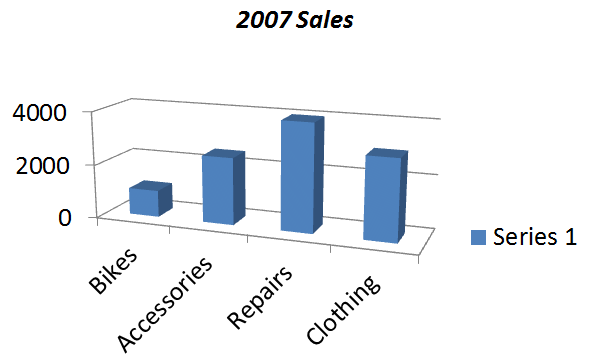 2007 Sales
4000
2000
0
Bikes
Accessories
Repairs
Clothing
Series 1